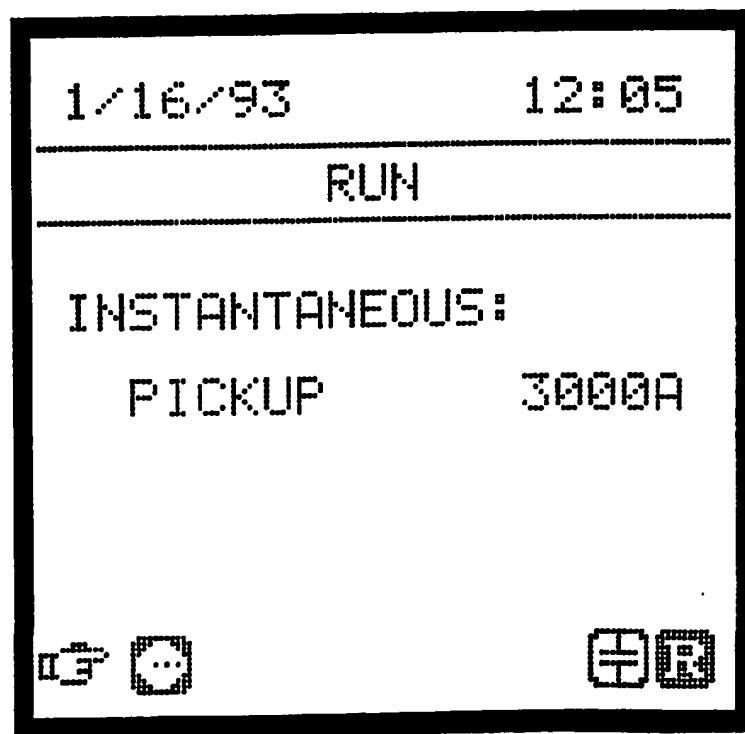 1/16/93 12:05
RUN
INSTANTANEOUS:
PICKUP 3000A
... R